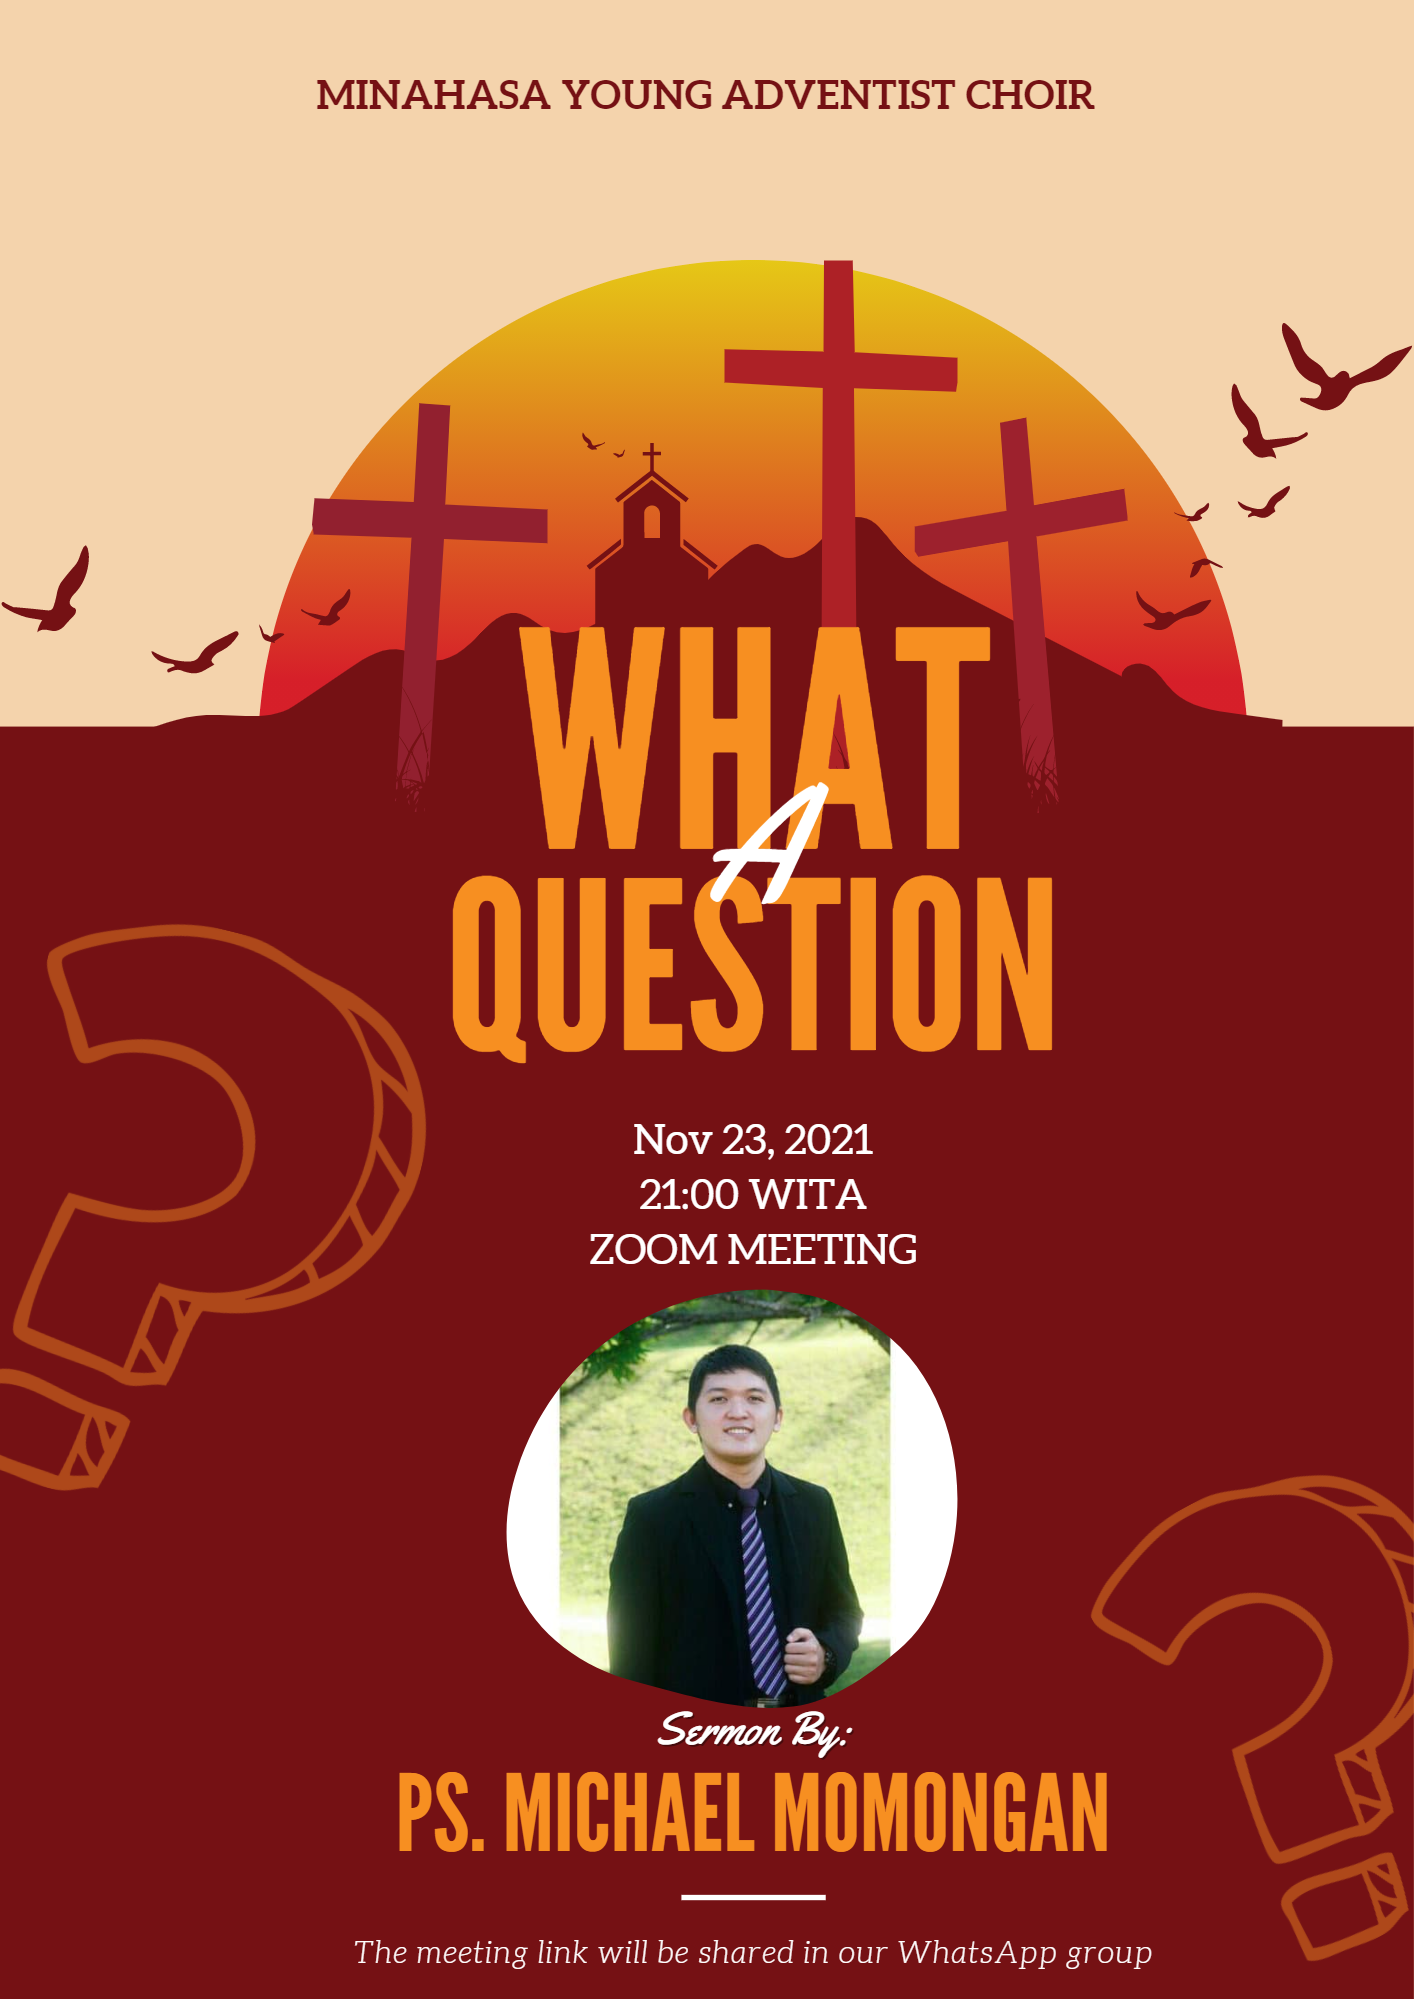 MINAHASA YOUNG ADVENTIST CHOIR
WHAT
A
QUESTION
Nov 23, 2021
21:00 WITA
ZOOM MEETING
Sermon By:
PS. MICHAEL MOMONGAN
The meeting link will be shared in our WhatsApp group